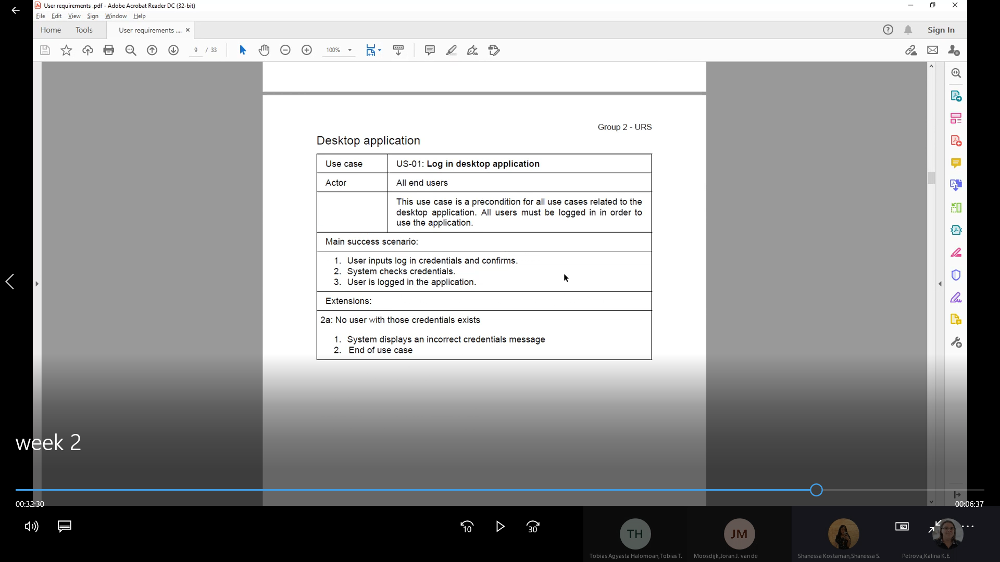 User requirements .pdf - Adobe Acrobat Reader DC (32-bit)
File Edit View Sign Window Help
Home Tools User requirements .... × Sign In
9 / 33 100%
Group 2 - URS
Desktop application
Use case US-01: Log in desktop application
Actor All end users
This use case is a precondition for all use cases related to the
desktop application. All users must be logged in in order to
use the application.
Main success scenario:
1. User inputs log in credentials and confirms.
2. System checks credentials.
3. User is logged in the application.
Extensions:
2a: No user with those credentials exists
1. System displays an incorrect credentials message
2. End of use case
week 2
00:32:30 00:06:37
10 30
TH JM
Tobias Agyasta Halomoan,Tobias T. Moosdijk,Joran J. van de Shanessa Kostaman,Shanessa S. Petrova,Kalina K.E.